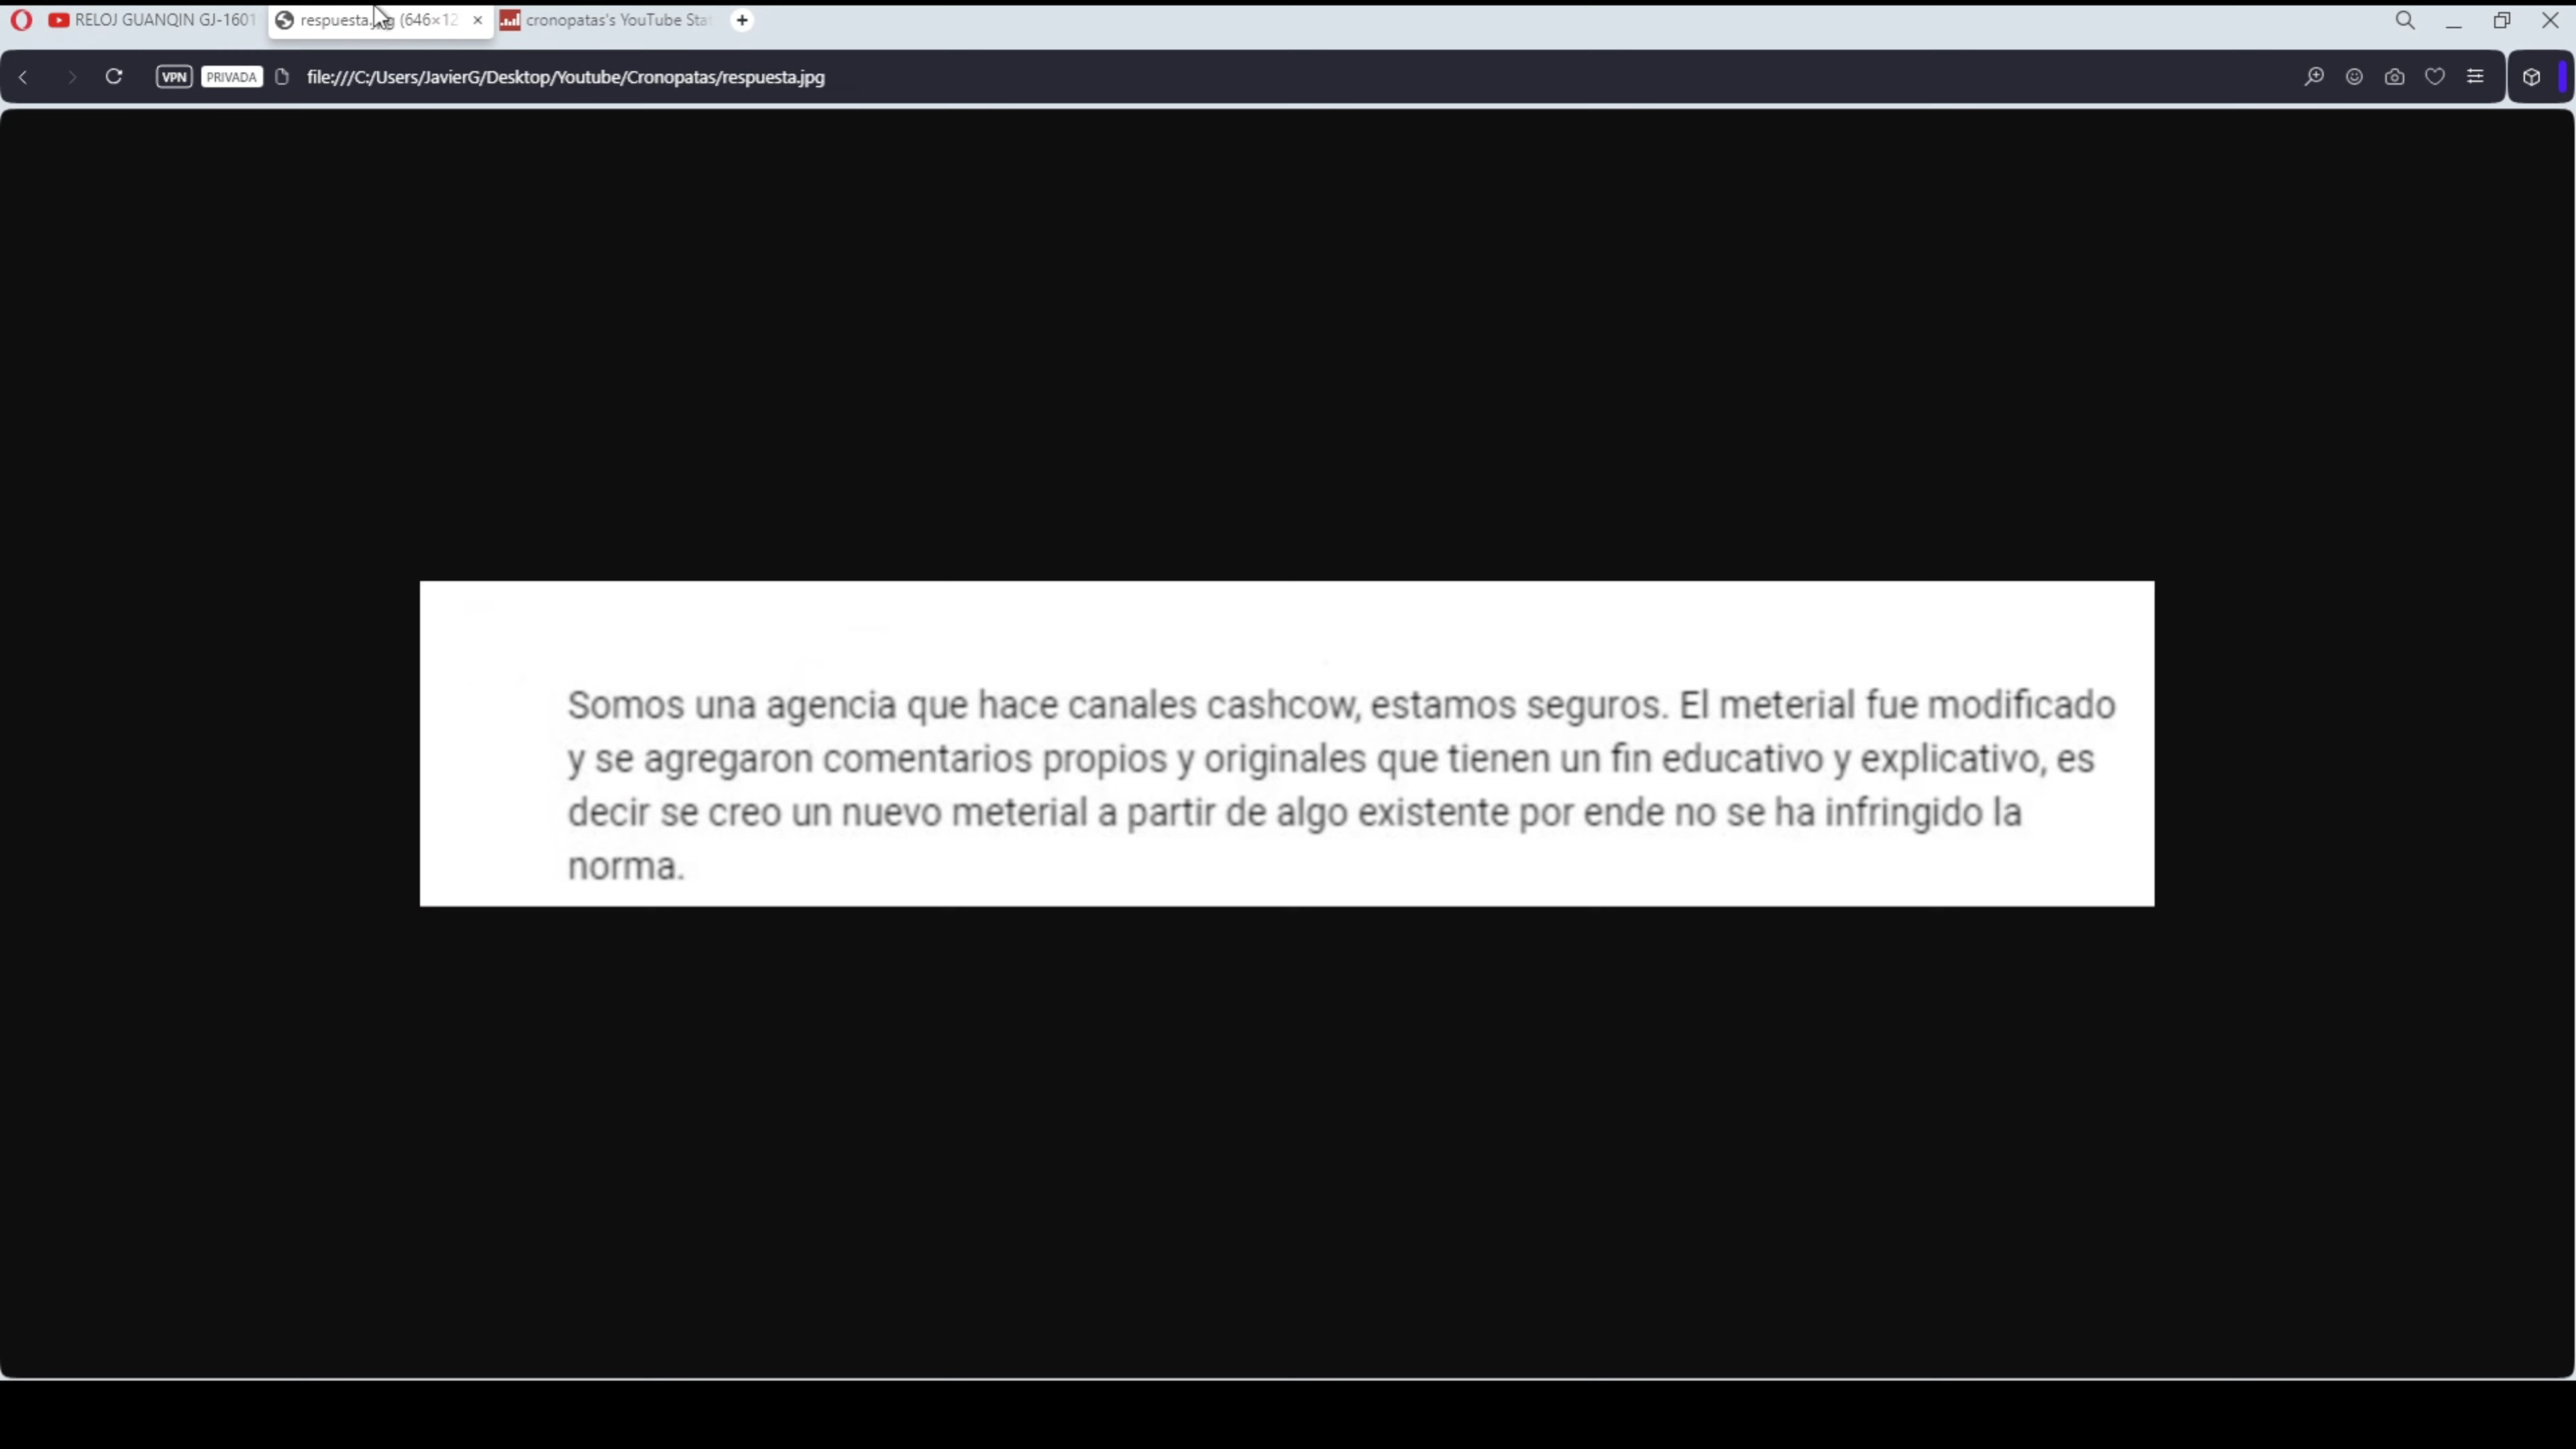 RELOJ GUANQIN GJ-1601
respuesta.jpg (646×12
cronopatas's YouTube Sta
VPN
PRIVADA
file:///C:/Users/JavierG/Desktop/Youtube/Cronopatas/respuesta.jpg
Somos una agencia que hace canales cashcow, estamos seguros. El meterial fue modificado
y se agregaron comentarios propios y originales que tienen un fin educativo y explicativo, es
decir se creo un nuevo meterial a partir de algo existente por ende no se ha infringido la
norma.